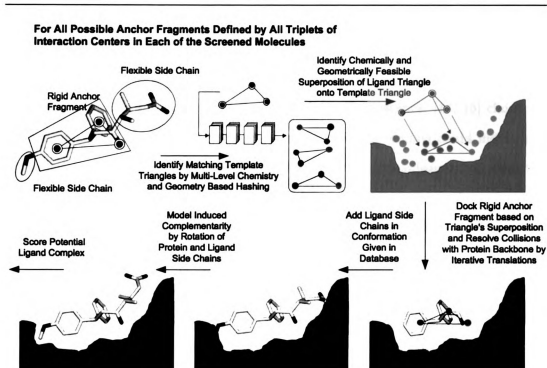 For All Possible Anchor Fragments Defined by All Triplets of
Interaction Centers in Each of the Screened Molecules
Flexible Side Chain
Rigid Anchor
Fragment
Flexible Side Chain
Identify Matching Template
Triangles by Multi-Level Chemistry
and Geometry Based Hashing
Identify Chemically and
Geometrically Feasible
Superposition of Ligand Triangle
onto Template Triangle
Dock Rigid Anchor
Fragment based on
Triangle's Superposition
and Resolve Collisions
with Protein Backbone by
Iterative Translations
Add Ligand Side
Chains in
Conformation
Given in
Database
Model Induced
Complementarity
by Rotation of
Protein and Ligand
Side Chains
Score Potential
Ligand Complex